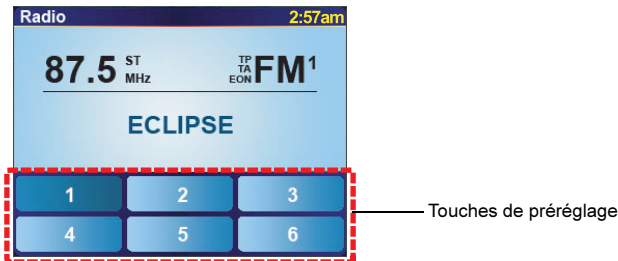 Radio 2:57am
87.5 ST MHz TP TA EON FM1
ECLIPSE
1 2 3
4 5 6
Touches de préréglage